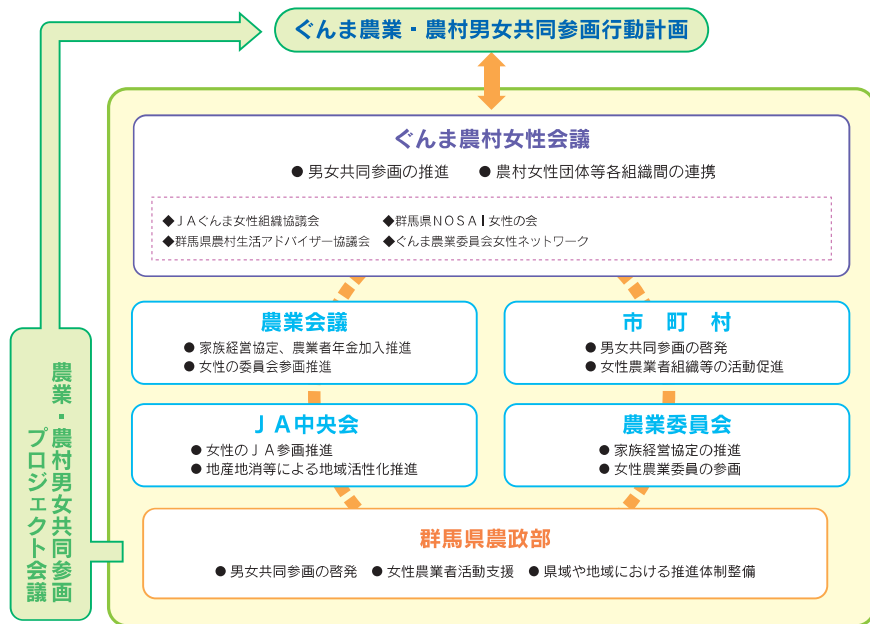 ぐんま農業・農村男女共同参画行動計画
ぐんま農村女性会議
● 男女共同参画の推進 ● 農村女性団体等各組織間の連携
◆JAぐんま女性組織協議会 ◆群馬県NOSAI女性の会
◆群馬県農村生活アドバイザー協議会 ◆ぐんま農業委員会女性ネットワーク
農業会議
● 家族経営協定、農業者年金加入推進
● 女性の委員会参画推進
市 町 村
● 男女共同参画の啓発
● 女性農業者組織等の活動促進
JA中央会
● 女性のJA参画推進
● 地産地消等による地域活性化推進
農業委員会
● 家族経営協定の推進
● 女性農業委員の参画
群馬県農政部
● 男女共同参画の啓発 ● 女性農業者活動支援 ● 県域や地域における推進体制整備
農業・農村男女共同参画
プロジェクト会議